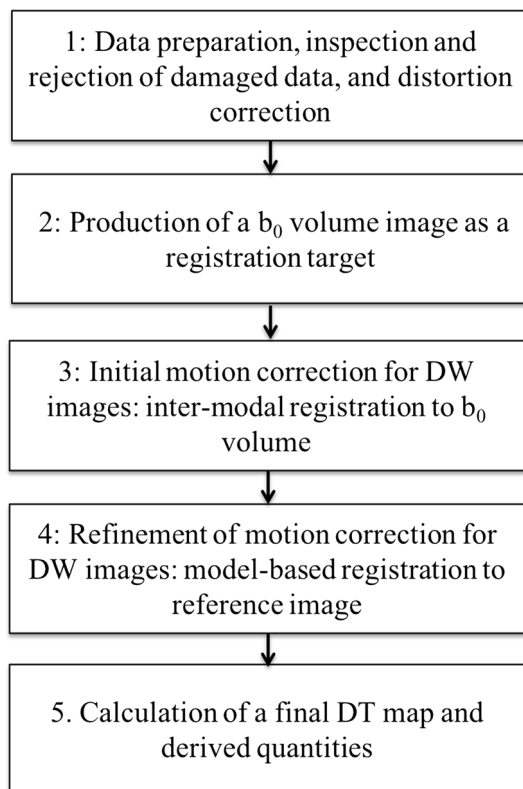 1: Data preparation, inspection and
rejection of damaged data, and distortion
correction
2: Production of a b₀ volume image as a
registration target
3: Initial motion correction for DW
images: inter-modal registration to b₀
volume
4: Refinement of motion correction for
DW images: model-based registration to
reference image
5. Calculation of a final DT map and
derived quantities